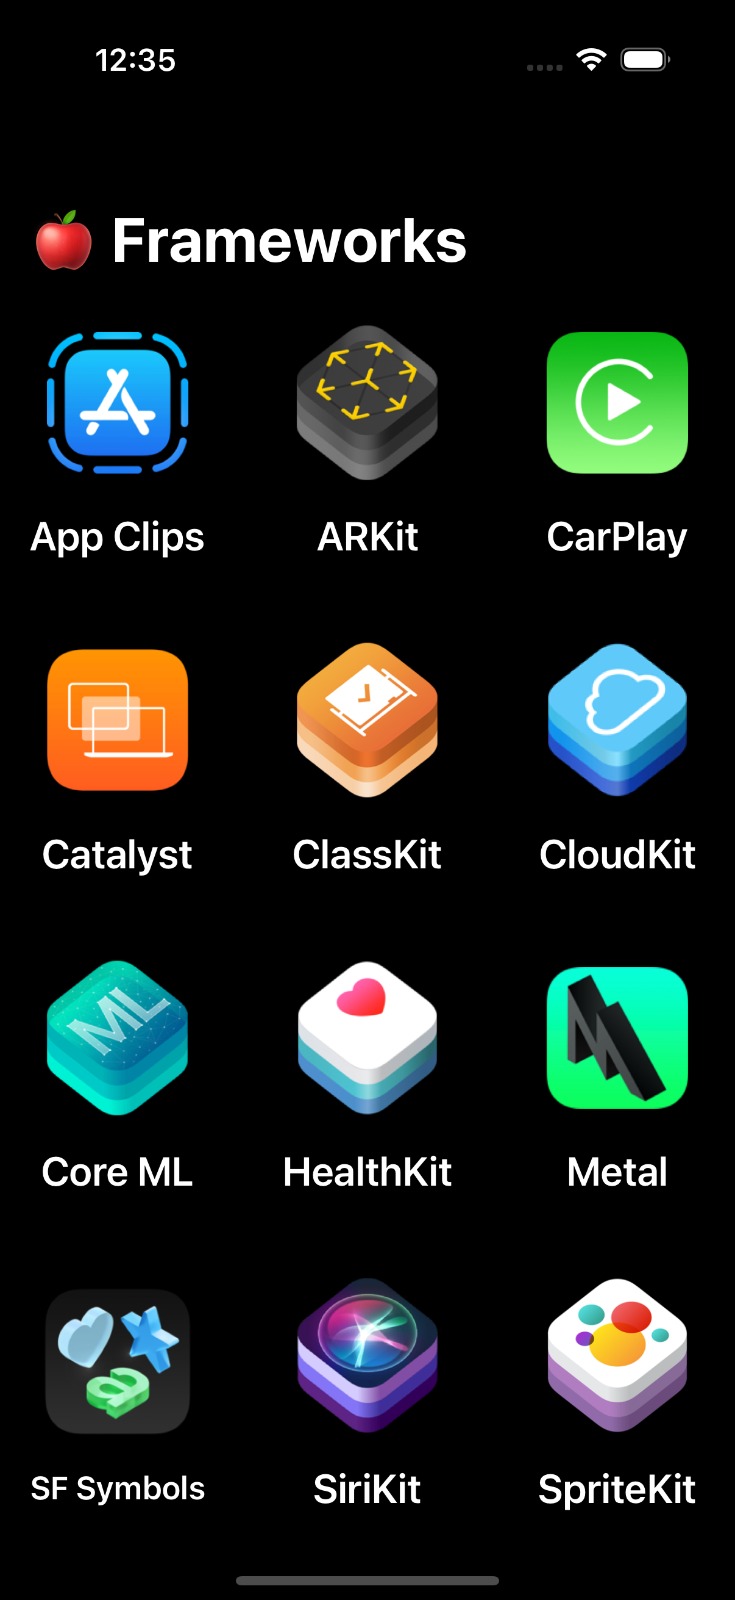 12:35
🍎 Frameworks
App Clips ARKit CarPlay
Catalyst ClassKit CloudKit
ML
Core ML HealthKit Metal
a
SF Symbols SiriKit SpriteKit